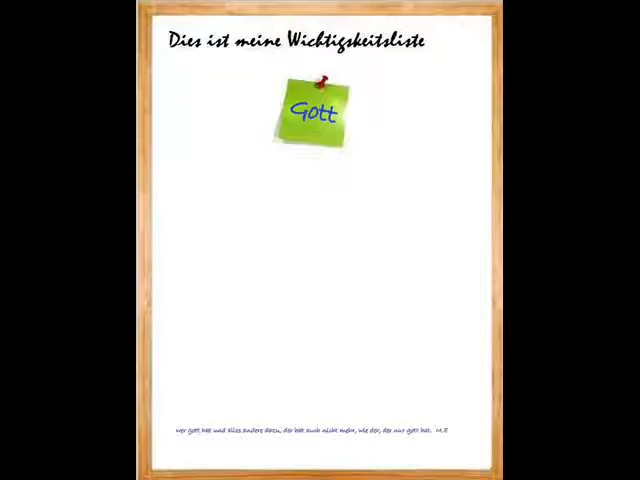 Dies ist meine Wichtigskeitsliste
Gott
wer gott hat und alles andere dazu, der hat auch nicht mehr, wie der, der nur gott hat. M.E